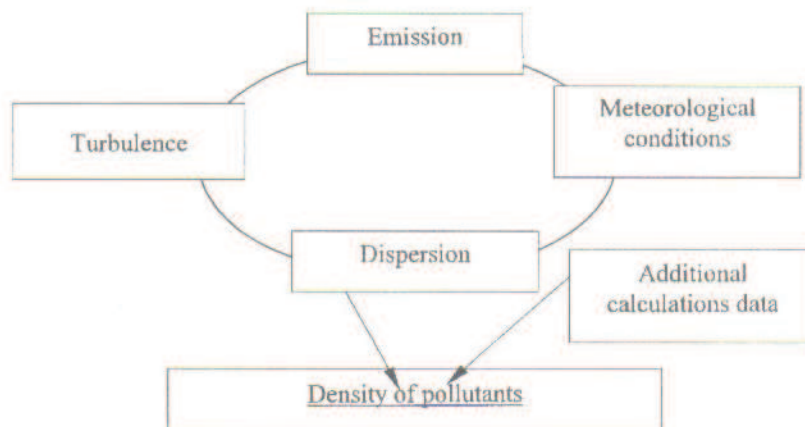 Emission
Turbulence
Meteorological
conditions
Dispersion
Additional
calculations data
Density of pollutants